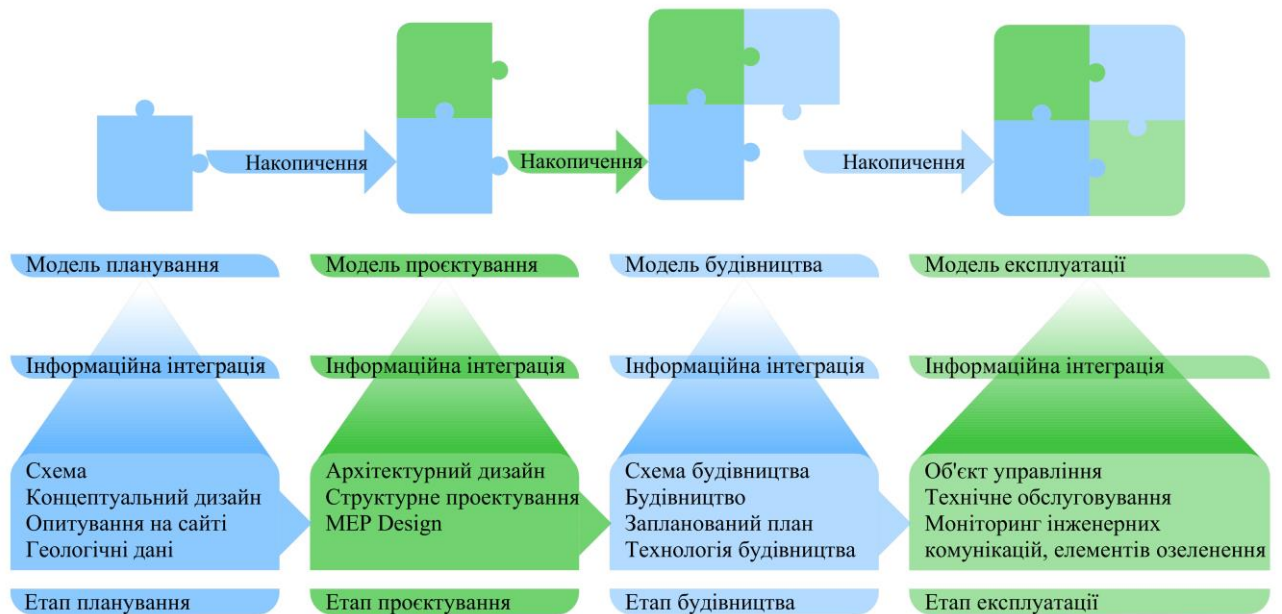 Накопичення
Накопичення
Накопичення
Модель планування
Модель проєктування
Модель будівництва
Модель експлуатації
Інформаційна інтеграція
Інформаційна інтеграція
Інформаційна інтеграція
Інформаційна інтеграція
Схема
Концептуальний дизайн
Опитування на сайті
Геологічні дані
Архітектурний дизайн
Структурне проектування
MEP Design
Схема будівництва
Будівництво
Запланований план
Технологія будівництва
Об'єкт управління
Технічне обслуговування
Моніторинг інженерних
комунікацій, елементів озеленення
Етап планування
Етап проєктування
Етап будівництва
Етап експлуатації